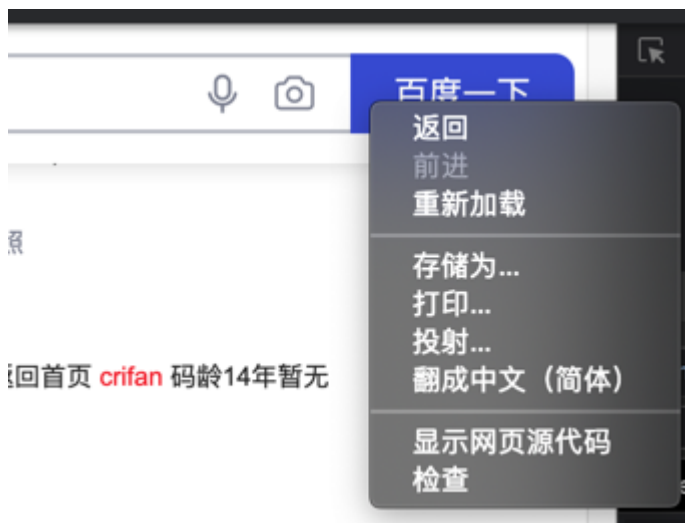 百度一下
返回
前进
重新加载
照
存储为...
打印...
投射...
返回首页 crifan 码龄14年暂无
翻成中文（简体）
显示网页源代码
检查